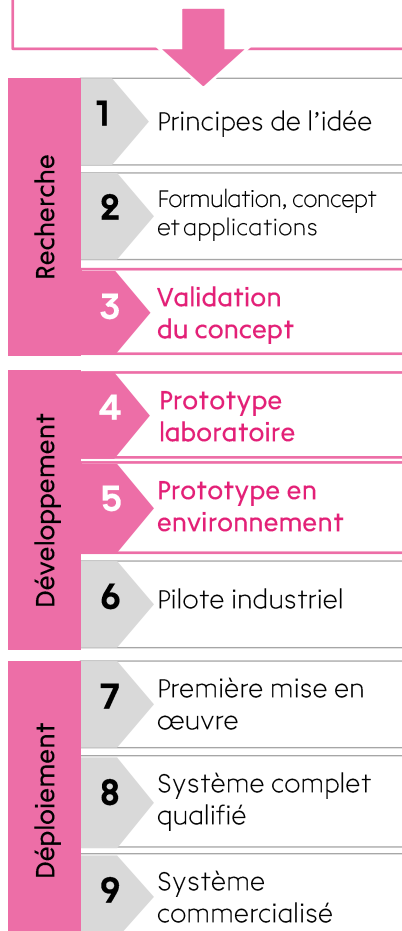 Recherche
1
Principes de l'idée
2
Formulation, concept
et applications
3
Validation
du concept
Développement
4
Prototype
laboratoire
5
Prototype en
environnement
6
Pilote industriel
Déploiement
7
Première mise en
œuvre
8
Système complet
qualifié
9
Système
commercialisé